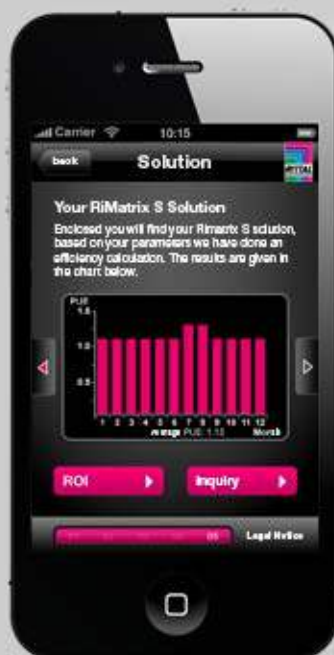 Carrier 10:15
back Solution
RITTAL
Your RiMatrix S Solution
Enclosed you will find your Rimatrix S solution,
based on your parameters we have done an
efficiency calculation. The results are given in
the chart below.
PUE
1.5
1.0
0.5
1 2 3 4 5 6 7 8 9 10 11 12
Average PUE: 1.13 Month
ROI Inquiry
Legal Notice